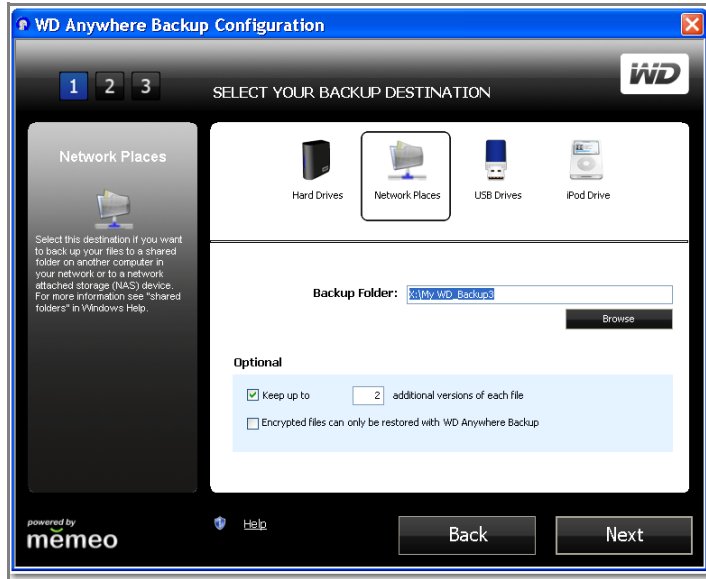 WD Anywhere Backup Configuration
1 2 3
SELECT YOUR BACKUP DESTINATION
WD
Network Places
Select this destination if you want
to back up your files to a shared
folder on another computer in
your network or to a network
attached storage (NAS) device.
For more information see "shared
folders" in Windows Help.
Hard Drives
Network Places
USB Drives
iPod Drive
Backup Folder: X:\My WD_Backup3
Browse
Optional
Keep up to 2 additional versions of each file
Encrypted files can only be restored with WD Anywhere Backup
powered by
memeo
Help
Back
Next